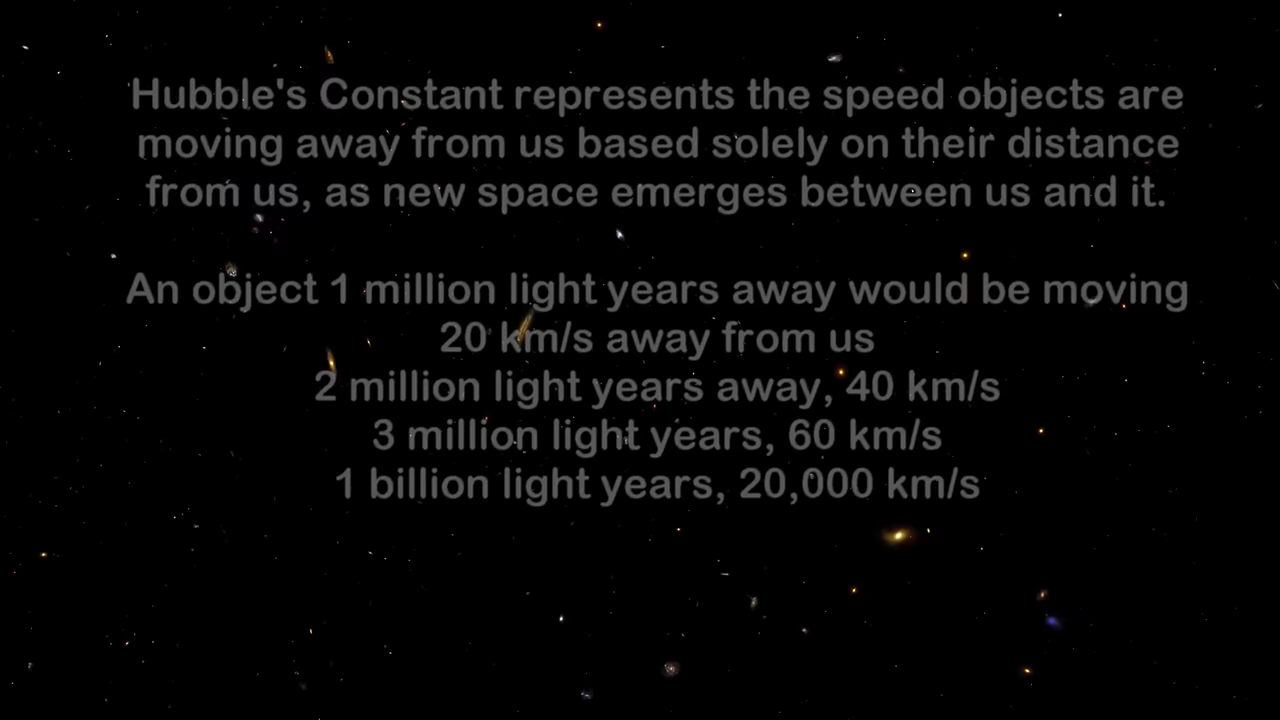 Hubble's Constant represents the speed objects are
moving away from us based solely on their distance
from us, as new space emerges between us and it.
An object 1 million light years away would be moving
20 km/s away from us
2 million light years away, 40 km/s
3 million light years, 60 km/s
1 billion light years, 20,000 km/s